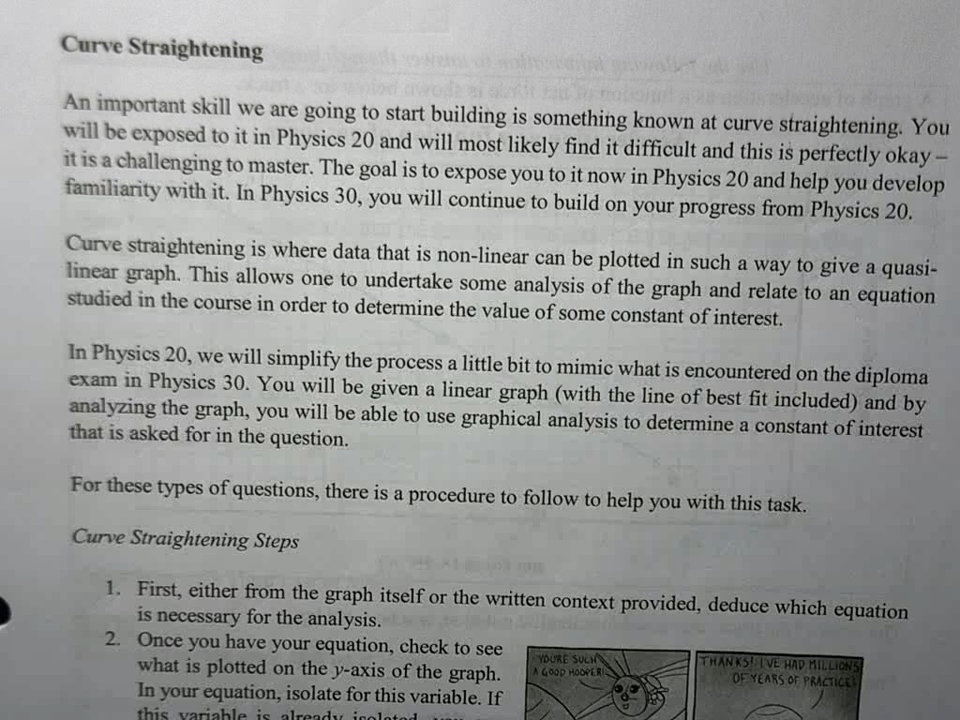 Curve Straightening
An important skill we are going to start building is something known at curve straightening. You
will be exposed to it in Physics 20 and will most likely find it difficult and this is perfectly okay –
it is a challenging to master. The goal is to expose you to it now in Physics 20 and help you develop
familiarity with it. In Physics 30, you will continue to build on your progress from Physics 20.
Curve straightening is where data that is non-linear can be plotted in such a way to give a quasi-
linear graph. This allows one to undertake some analysis of the graph and relate to an equation
studied in the course in order to determine the value of some constant of interest.
In Physics 20, we will simplify the process a little bit to mimic what is encountered on the diploma
exam in Physics 30. You will be given a linear graph (with the line of best fit included) and by
analyzing the graph, you will be able to use graphical analysis to determine a constant of interest
that is asked for in the question.
For these types of questions, there is a procedure to follow to help you with this task.
Curve Straightening Steps
1. First, either from the graph itself or the written context provided, deduce which equation
is necessary for the analysis.
2. Once you have your equation, check to see
what is plotted on the y-axis of the graph.
In your equation, isolate for this variable. If
this variable is already isolated
YOURE SUCH
A GOOD HOOPER!
THANKS! I'VE HAD MILLIONS
OF YEARS OF PRACTICE!